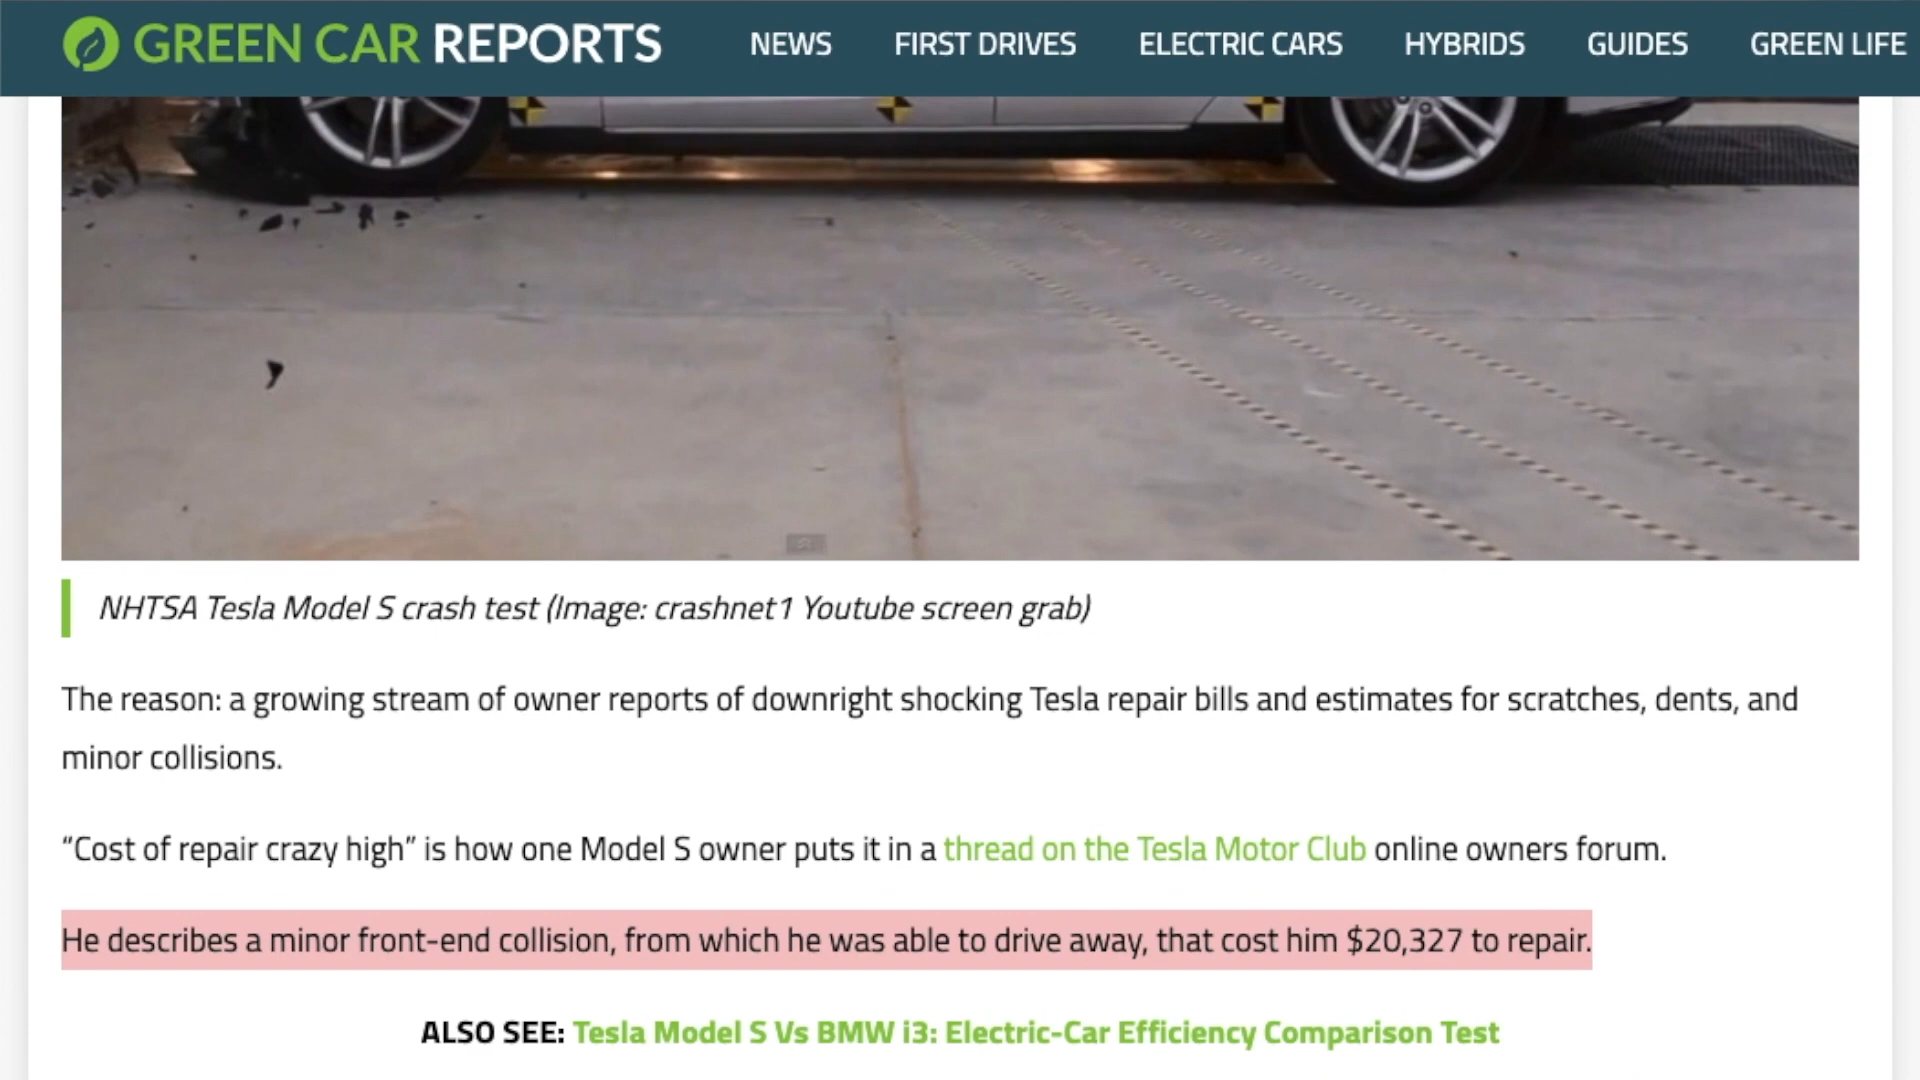 GREEN CAR REPORTS
NEWS
FIRST DRIVES
ELECTRIC CARS
HYBRIDS
GUIDES
GREEN LIFE
NHTSA Tesla Model S crash test (Image: crashnet1 Youtube screen grab)
The reason: a growing stream of owner reports of downright shocking Tesla repair bills and estimates for scratches, dents, and
minor collisions.
“Cost of repair crazy high” is how one Model S owner puts it in a thread on the Tesla Motor Club online owners forum.
He describes a minor front-end collision, from which he was able to drive away, that cost him $20,327 to repair.
ALSO SEE: Tesla Model S Vs BMW i3: Electric-Car Efficiency Comparison Test